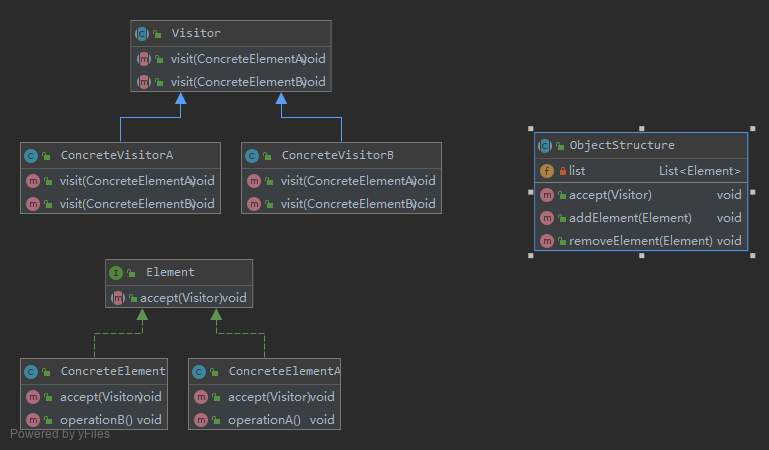 Visitor
visit(ConcreteElementA) void
visit(ConcreteElementB) void
ConcreteVisitorA
visit(ConcreteElementA) void
visit(ConcreteElementB) void
ConcreteVisitorB
visit(ConcreteElementA) void
visit(ConcreteElementB) void
ObjectStructure
list List<Element>
accept(Visitor) void
addElement(Element) void
removeElement(Element) void
Element
accept(Visitor) void
ConcreteElement
accept(Visitor) void
operationB() void
ConcreteElementA
accept(Visitor) void
operationA() void
Powered by yFiles